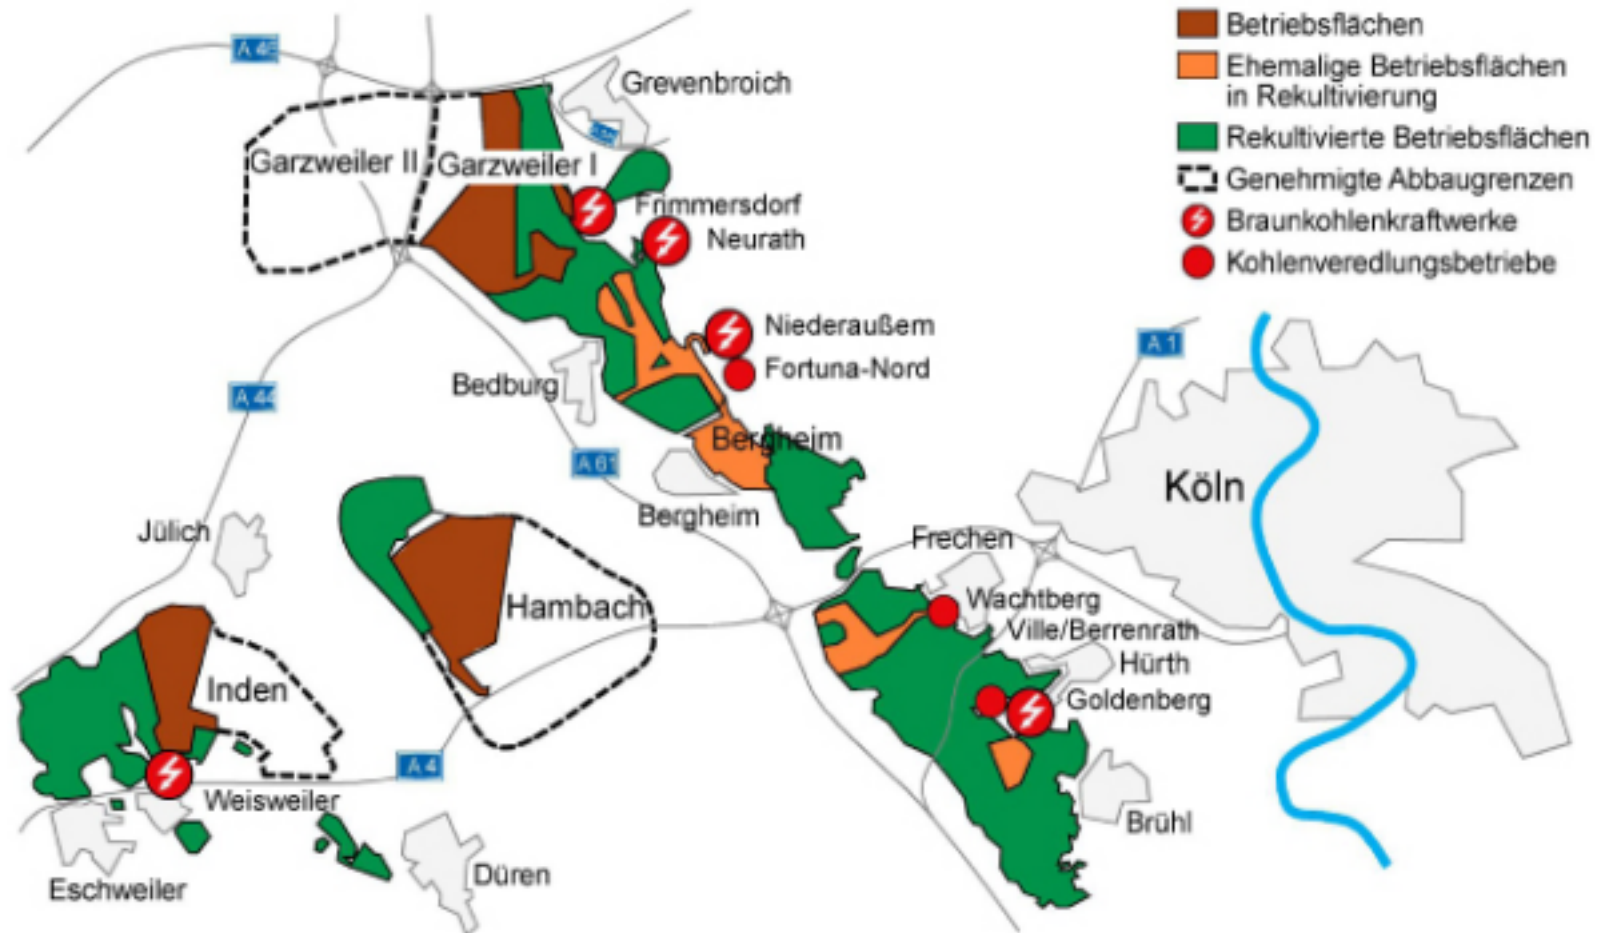 Betriebsflächen
Ehemalige Betriebsflächen
in Rekultivierung
Rekultivierte Betriebsflächen
Genehmigte Abbaugrenzen
Braunkohlenkraftwerke
Kohlenveredlungsbetriebe
A 46
Grevenbroich
Garzweiler II
Garzweiler I
Frimmersdorf
Neurath
Niederaußem
Fortuna-Nord
A 1
Bedburg
A 44
Bergheim
A 61
Köln
Bergheim
Jülich
Frechen
Hambach
Wachtberg
Ville/Berrenrath
Hürth
Inden
Goldenberg
A 4
Weisweiler
Brühl
Düren
Eschweiler